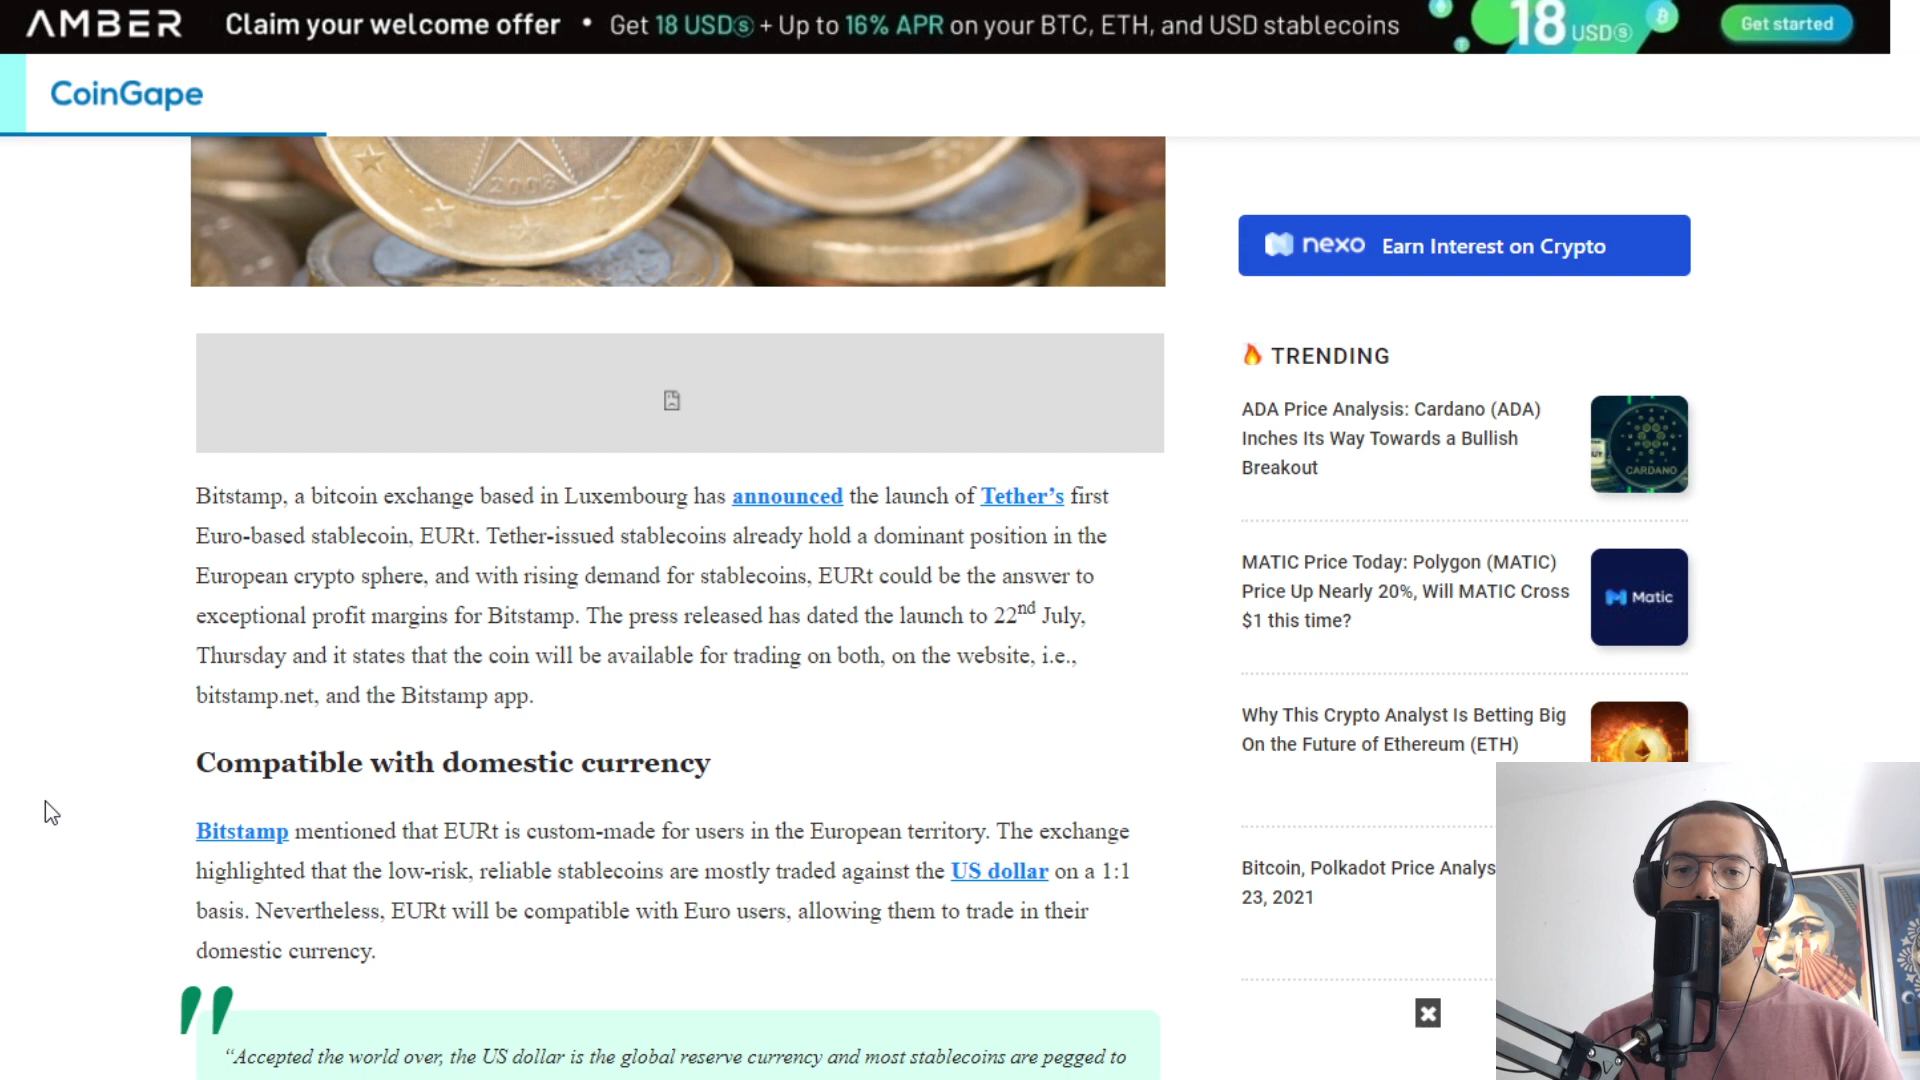 AMBER
Claim your welcome offer • Get 18 USDⓈ + Up to 16% APR on your BTC, ETH, and USD stablecoins
18 USDⓈ
Get started
CoinGape
2008
nexo Earn Interest on Crypto
TRENDING
ADA Price Analysis: Cardano (ADA)
Inches Its Way Towards a Bullish
Breakout
CARDANO
MATIC Price Today: Polygon (MATIC)
Price Up Nearly 20%, Will MATIC Cross
$1 this time?
Matic
Why This Crypto Analyst Is Betting Big
On the Future of Ethereum (ETH)
Bitcoin, Polkadot Price Analys
23, 2021
Bitstamp, a bitcoin exchange based in Luxembourg has announced the launch of Tether’s first
Euro-based stablecoin, EURt. Tether-issued stablecoins already hold a dominant position in the
European crypto sphere, and with rising demand for stablecoins, EURt could be the answer to
exceptional profit margins for Bitstamp. The press released has dated the launch to 22nd July,
Thursday and it states that the coin will be available for trading on both, on the website, i.e.,
bitstamp.net, and the Bitstamp app.
Compatible with domestic currency
Bitstamp mentioned that EURt is custom-made for users in the European territory. The exchange
highlighted that the low-risk, reliable stablecoins are mostly traded against the US dollar on a 1:1
basis. Nevertheless, EURt will be compatible with Euro users, allowing them to trade in their
domestic currency.
“Accepted the world over, the US dollar is the global reserve currency and most stablecoins are pegged to